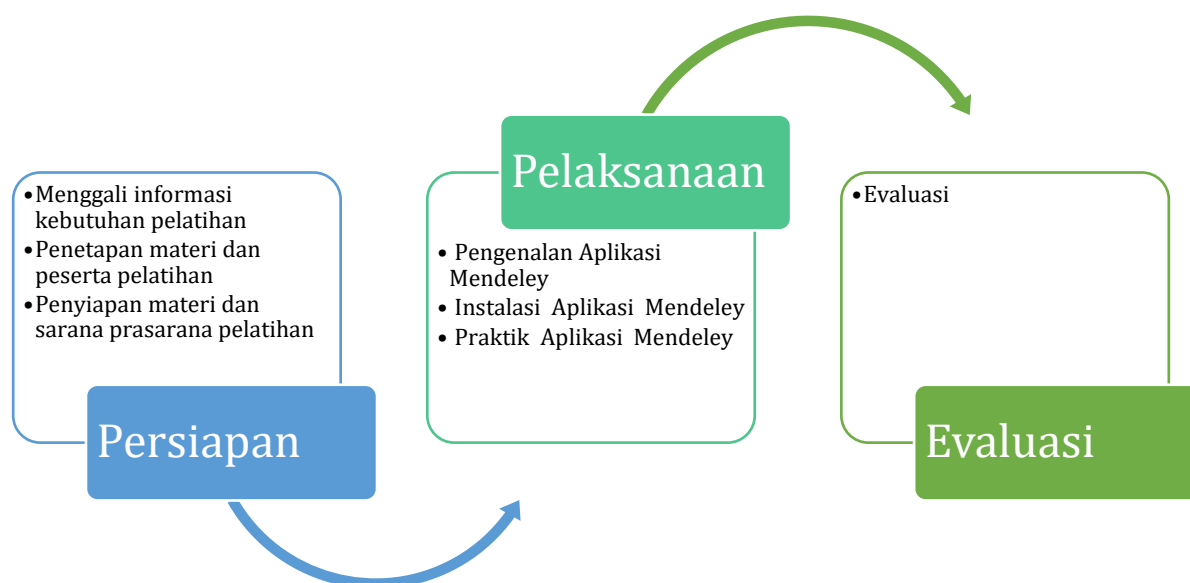 •Menggali informasi
kebutuhan pelatihan
•Penetapan materi dan
peserta pelatihan
•Penyiapan materi dan
sarana prasarana pelatihan
Persiapan
Pelaksanaan
• Pengenalan Aplikasi
Mendeley
• Instalasi Aplikasi Mendeley
• Praktik Aplikasi Mendeley
•Evaluasi
Evaluasi